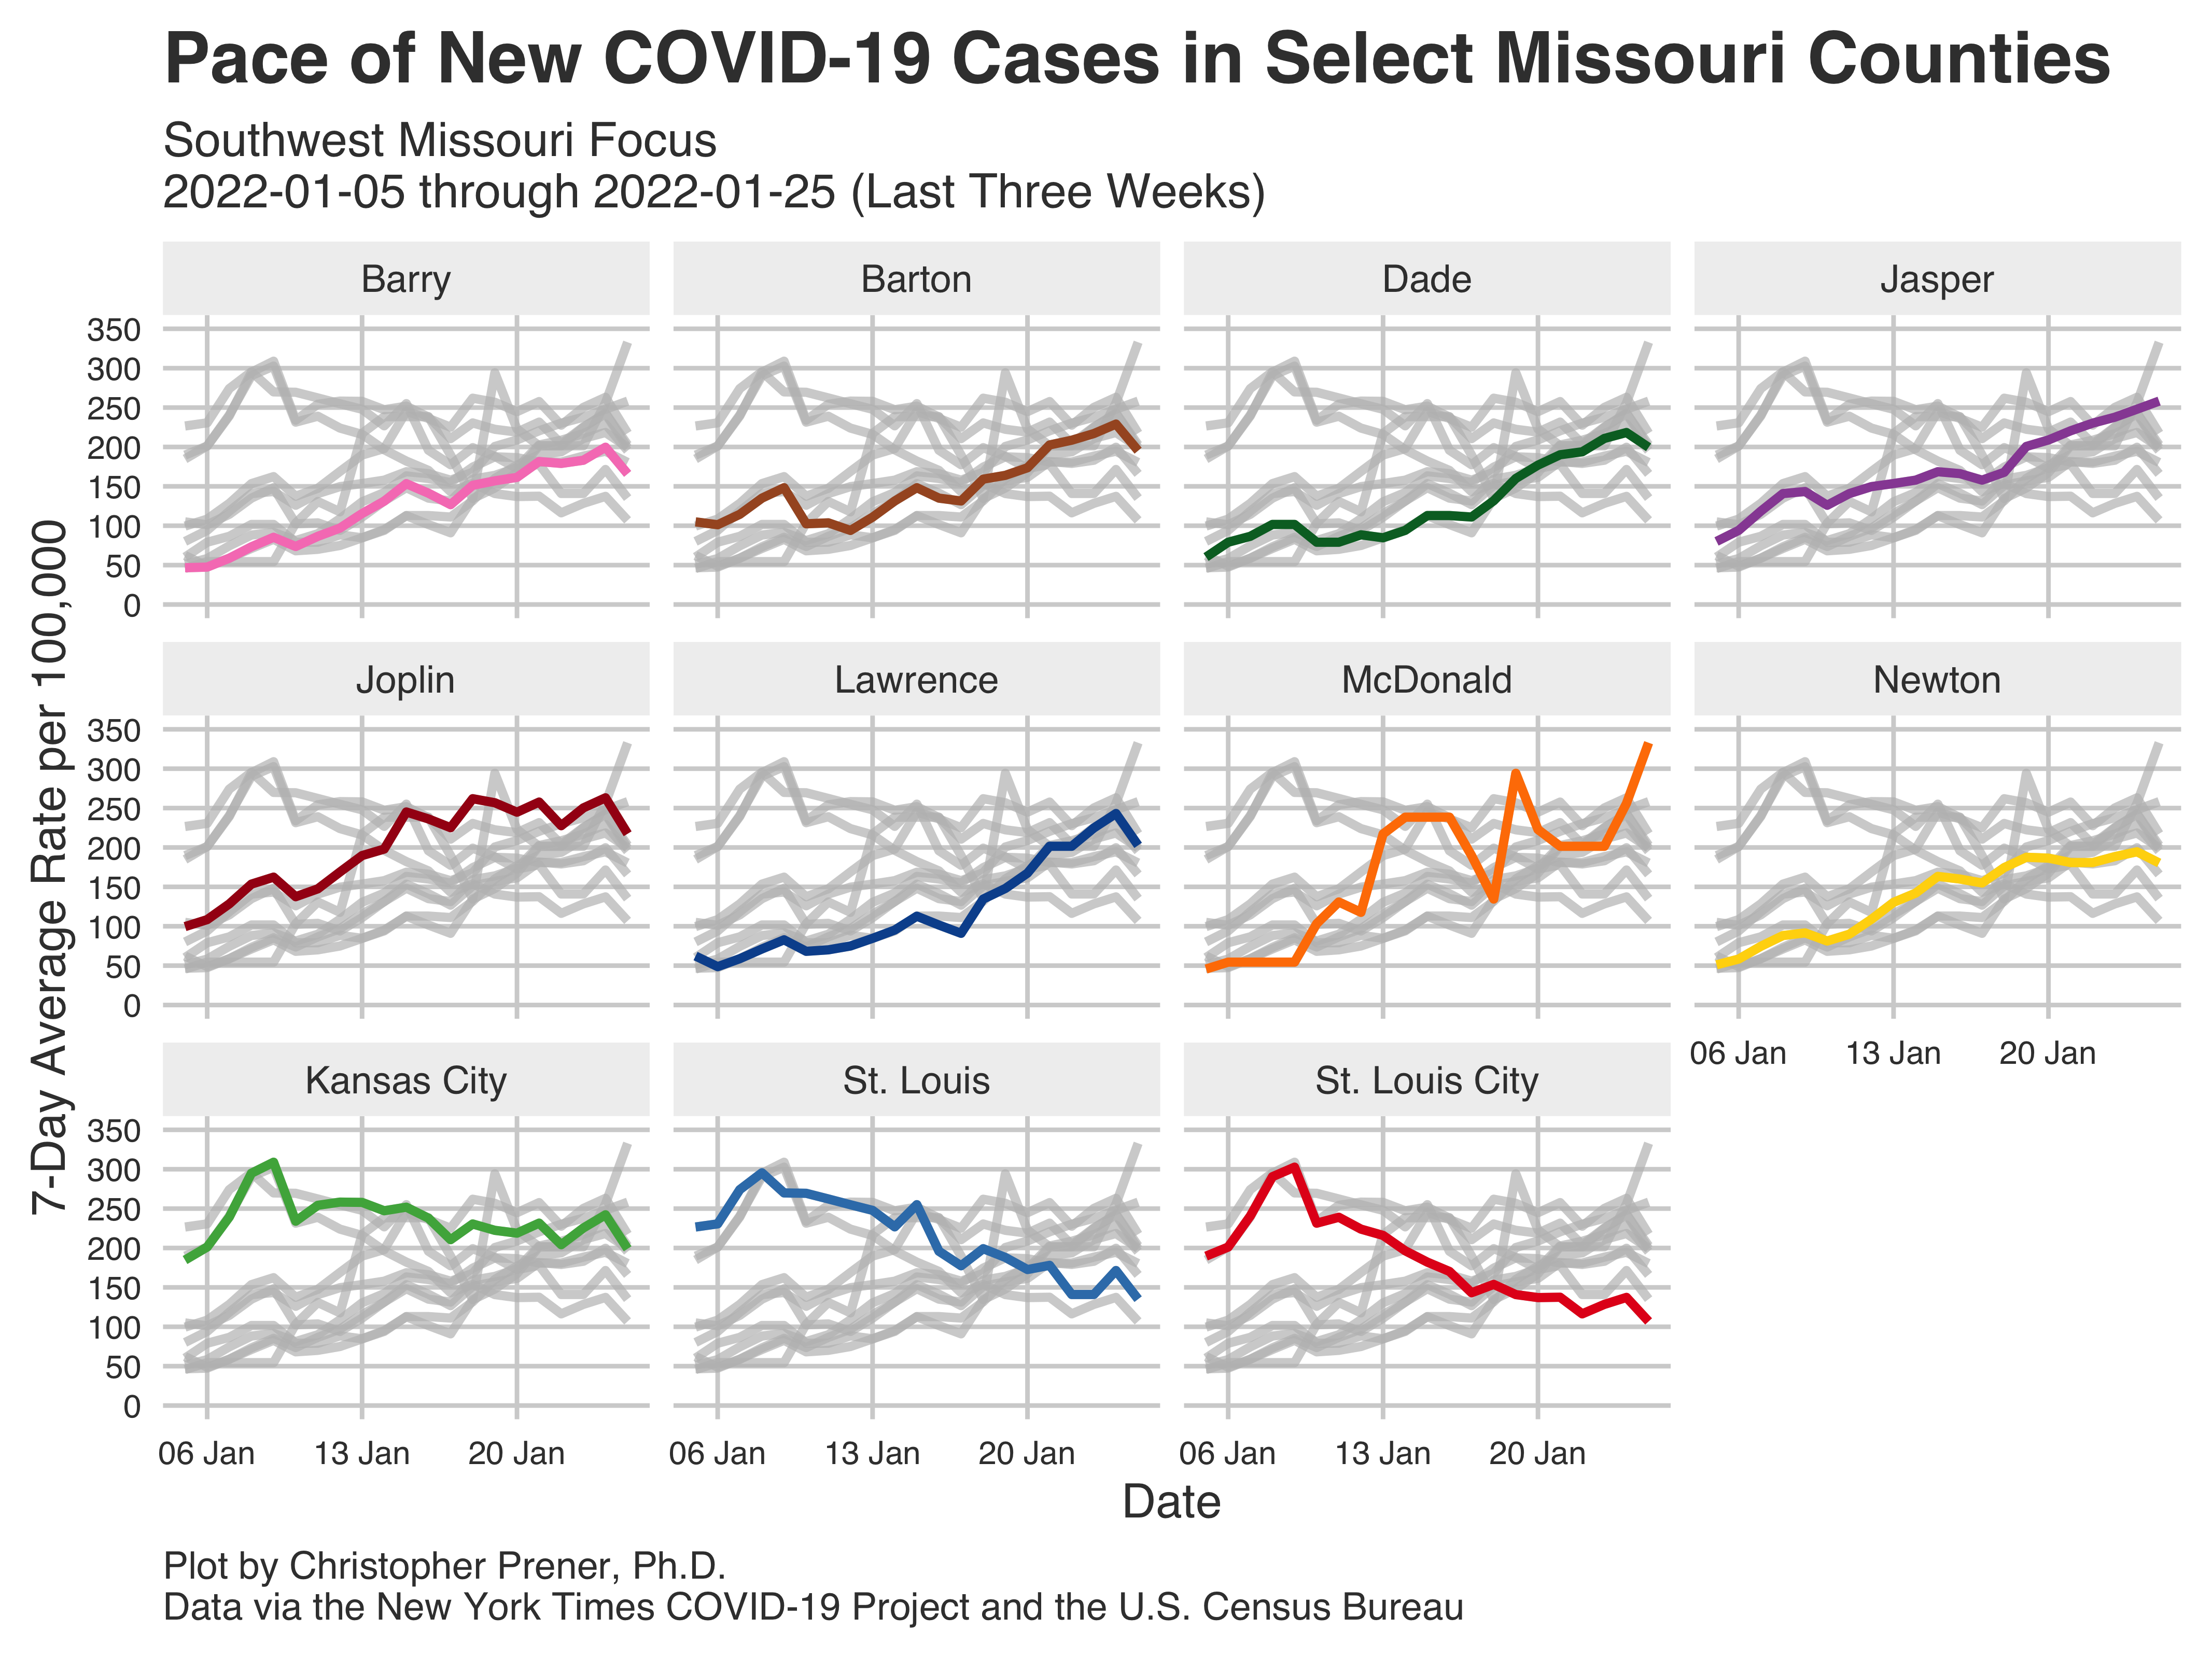 Pace of New COVID-19 Cases in Select Missouri Counties
Southwest Missouri Focus
2022-01-05 through 2022-01-25 (Last Three Weeks)
7-Day Average Rate per 100,000
Barry
Barton
Dade
Jasper
350
300
250
200
150
100
50
0
Joplin
Lawrence
McDonald
Newton
350
300
250
200
150
100
50
0
06 Jan
13 Jan
20 Jan
Kansas City
St. Louis
St. Louis City
350
300
250
200
150
100
50
0
06 Jan
13 Jan
20 Jan
06 Jan
13 Jan
20 Jan
06 Jan
13 Jan
20 Jan
Date
Plot by Christopher Prener, Ph.D.
Data via the New York Times COVID-19 Project and the U.S. Census Bureau